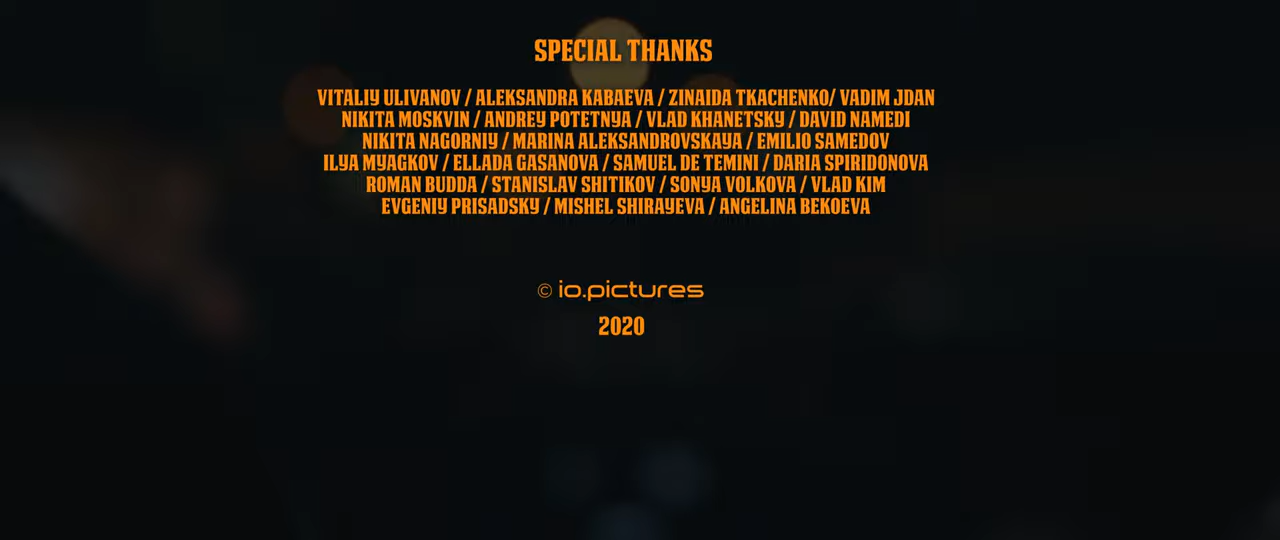 SPECIAL THANKS
VITALIY ULIVANOV / ALEKSANDRA KABAEVA / ZINAIDA TKACHENKO/ VADIM JDAN
NIKITA MOSKVIN / ANDREY POTETNYA / VLAD KHANETSKY / DAVID NAMEDI
NIKITA NAGORNIY / MARINA ALEKSANDROVSKAYA / EMILIO SAMEDOV
ILYA MYAGKOV / ELLADA GASANOVA / SAMUEL DE TEMINI / DARIA SPIRIDONOVA
ROMAN BUDDA / STANISLAV SHITIKOV / SONYA VOLKOVA / VLAD KIM
EVGENIY PRISADSKY / MISHEL SHIRAYEVA / ANGELINA BEKOEVA
© io.pictures
2020